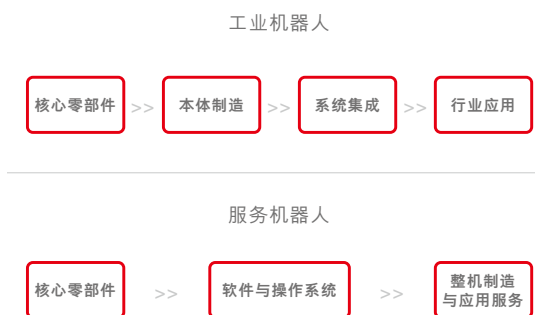 工业机器人
核心零部件 >> 本体制造 >> 系统集成 >> 行业应用
服务机器人
核心零部件 >> 软件与操作系统 >> 整机制造
与应用服务